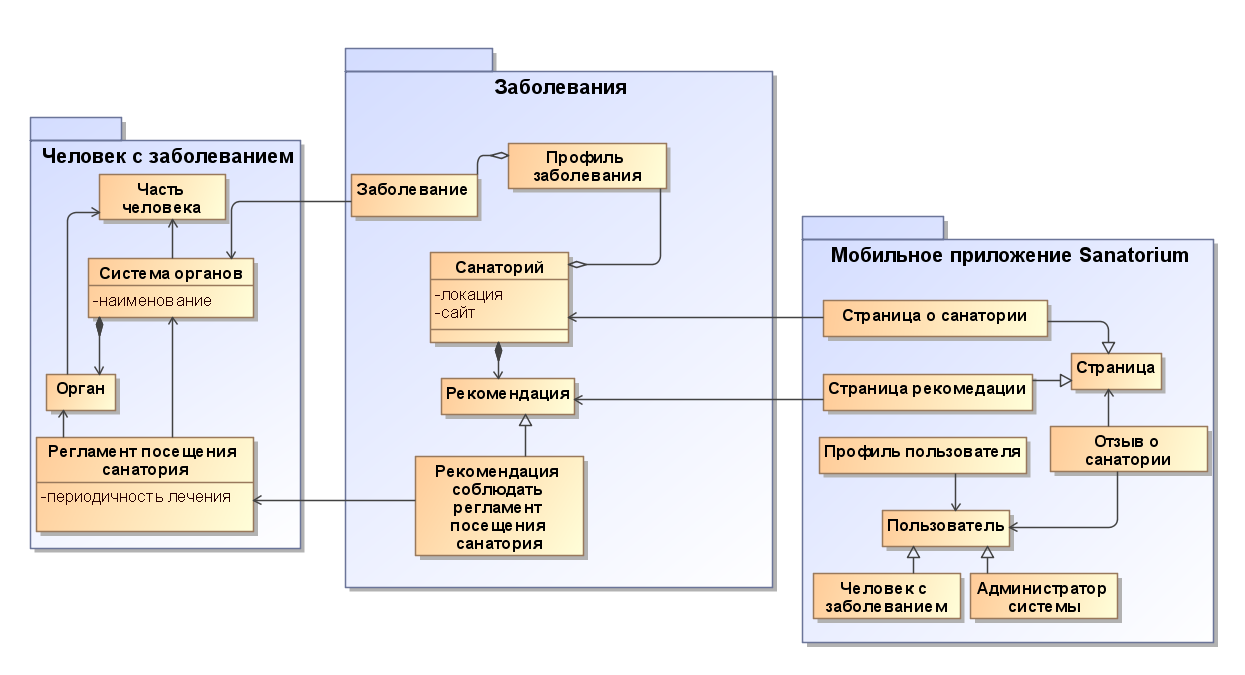 Человек с заболеванием
Часть
человека
Система органов
-наименование
Орган
Регламент посещения
санатория
-периодичность лечения
Заболевания
Профиль
заболевания
Заболевание
Санаторий
-локация
-сайт
Рекомендация
Рекомендация
соблюдать
регламент
посещения
санатория
Мобильное приложение Sanatorium
Страница о санатории
Страница
Страница рекомедации
Отзыв о
санатории
Профиль пользователя
Пользователь
Человек с
заболеванием
Администратор
системы